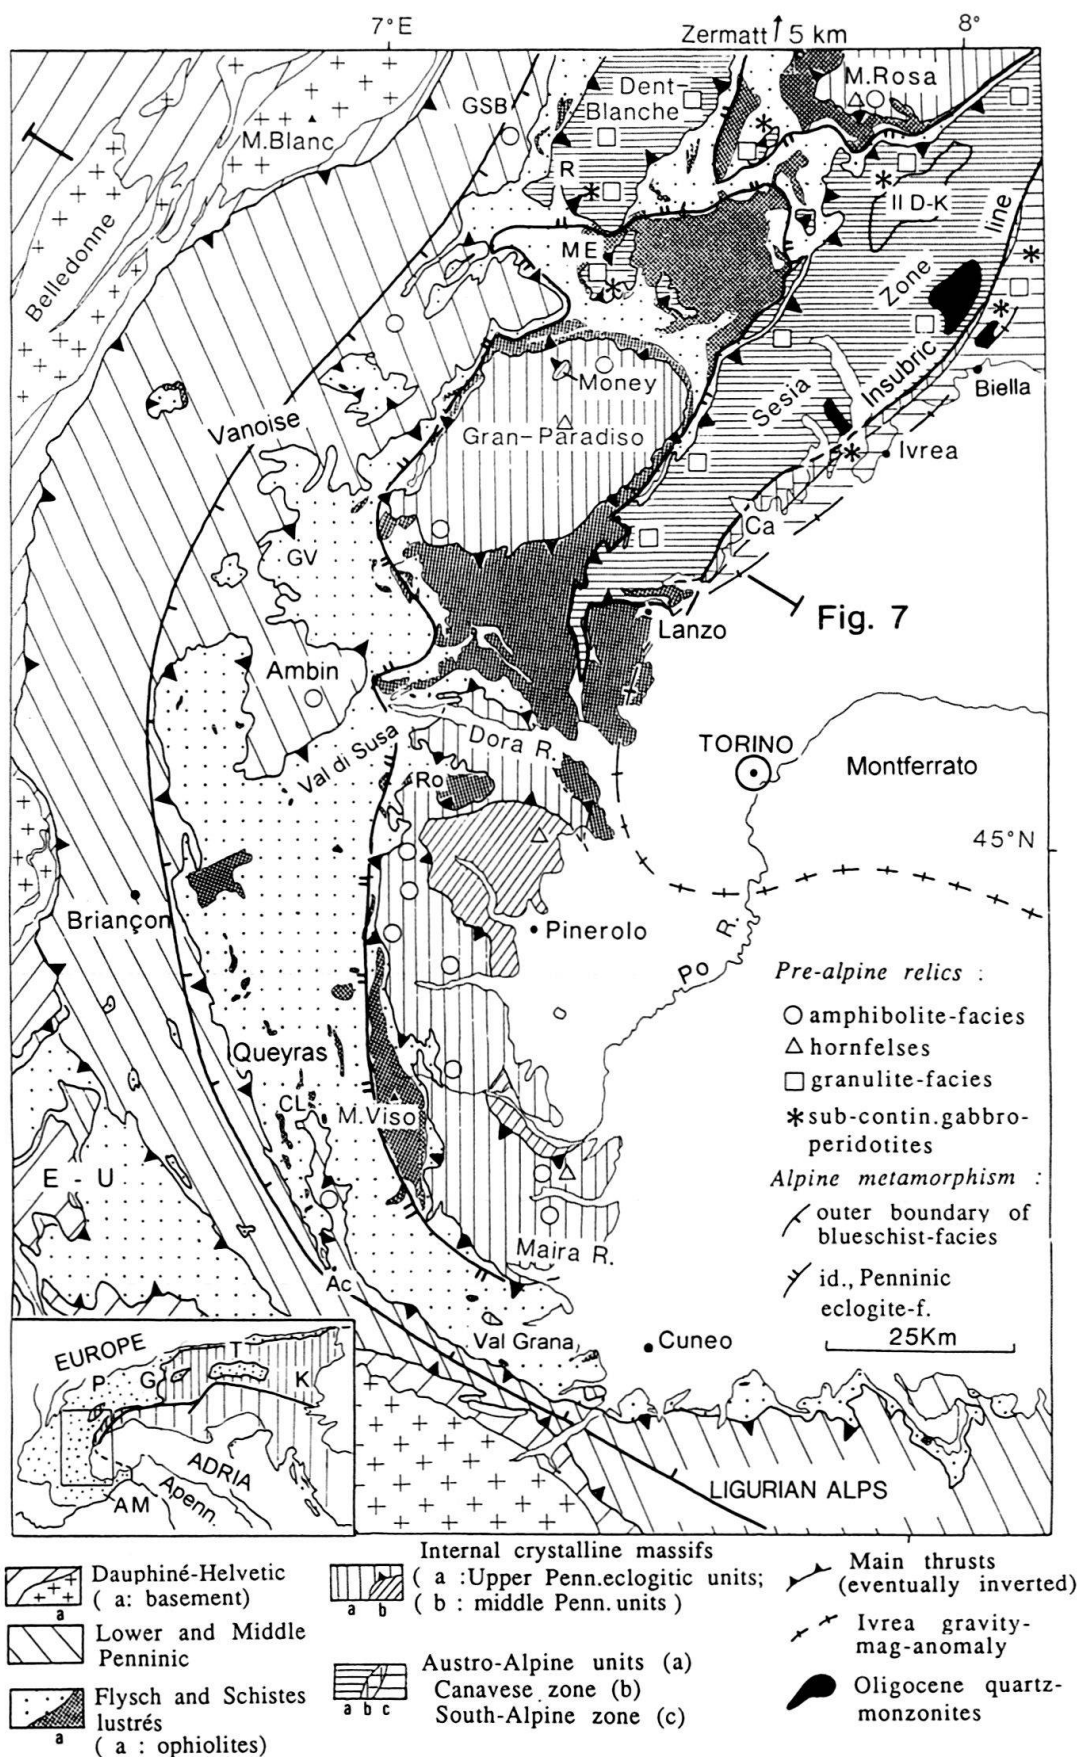 7°E
8°
Zermatt 5 km
M.Rosa
Dent-
Blanche
GSB
M.Blanc
R
II D-K
line
ME
Belledonne
Zone
Insubric
Sesia
Biella
Money
Vanoise
Gran-Paradiso
Ivrea
Ca
GV
Fig. 7
Lanzo
Ambin
Val di Susa
Dora R.
TORINO
Montferrato
Ro
45°N
Briançon
Pinerolo
Po R.
Pre-alpine relics :
amphibolite-facies
hornfelses
granulite-facies
sub-contin.gabbro-
peridotites
Queyras
CL
M.Viso
E - U
Alpine metamorphism :
outer boundary of
blueschist-facies
Maira R.
id., Penninic
eclogite-f.
Ac
25Km
Val Grana
Cuneo
EUROPE
T
P
G
K
ADRIA
Apenn.
AM
LIGURIAN ALPS
Dauphiné-Helvetic
( a: basement)
a
Lower and Middle
Penninic
Flysch and Schistes
lustrés
( a : ophiolites)
a
Internal crystalline massifs
( a :Upper Penn.eclogitic units;
( b : middle Penn. units )
a b
Austro-Alpine units (a)
Canavese zone (b)
South-Alpine zone (c)
a b c
Main thrusts
(eventually inverted)
Ivrea gravity-
mag-anomaly
Oligocene quartz-
monzonites